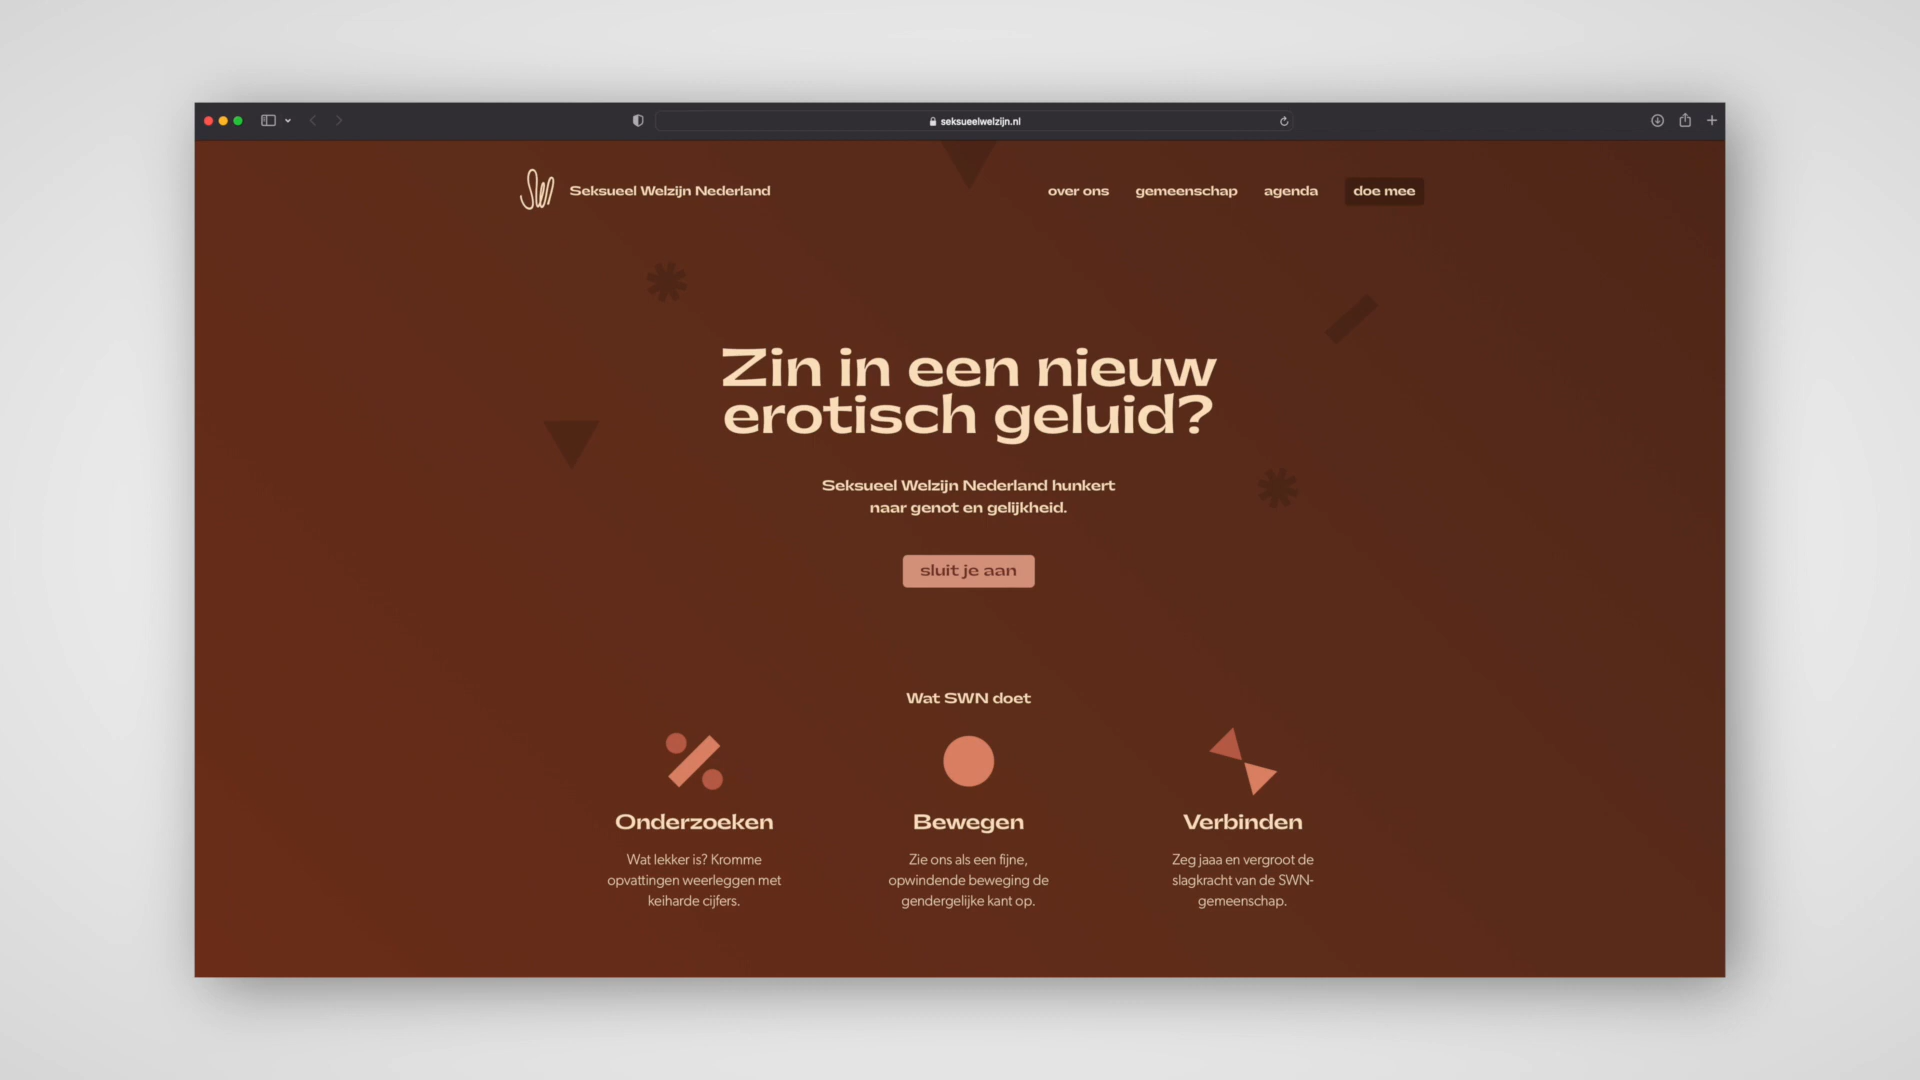 seksueelwelzijn.nl
Seksueel Welzijn Nederland
over ons
gemeenschap
agenda
doe mee
Zin in een nieuw
erotisch geluid?
Seksueel Welzijn Nederland hunkert
naar genot en gelijkheid.
sluit je aan
Wat SWN doet
Onderzoeken
Wat lekker is? Kromme
opvattingen weerleggen met
keiharde cijfers.
Bewegen
Zie ons als een fijne,
opwindende beweging de
gendergelijke kant op.
Verbinden
Zeg jaaa en vergroot de
slagkracht van de SWN-
gemeenschap.